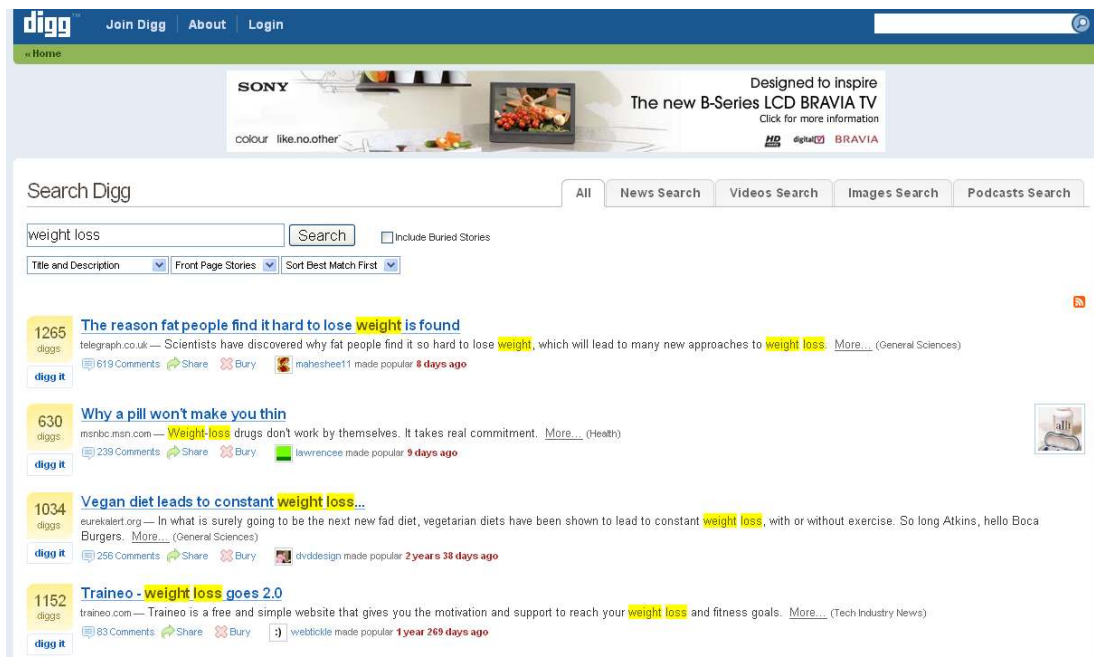 digg™ Join Digg About Login
« Home
SONY
Designed to inspire
The new B-Series LCD BRAVIA TV
Click for more information
colour like.no.other™
HD ready digital BRAVIA
Search Digg All News Search Videos Search Images Search Podcasts Search
weight loss Search Include Buried Stories
Title and Description Front Page Stories Sort Best Match First
1265 diggs digg it
The reason fat people find it hard to lose weight is found
telegraph.co.uk — Scientists have discovered why fat people find it so hard to lose weight, which will lead to many new approaches to weight loss. More... (General Sciences)
619 Comments Share Bury maheshee11 made popular 8 days ago
630 diggs digg it
Why a pill won't make you thin
msnbc.msn.com — Weight-loss drugs don't work by themselves. It takes real commitment. More... (Health)
239 Comments Share Bury lawrencee made popular 9 days ago
alli
1034 diggs digg it
Vegan diet leads to constant weight loss...
eurekalert.org — In what is surely going to be the next new fad diet, vegetarian diets have been shown to lead to constant weight loss, with or without exercise. So long Atkins, hello Boca
Burgers. More... (General Sciences)
256 Comments Share Bury dvddesign made popular 2 years 38 days ago
1152 diggs digg it
Traineo - weight loss goes 2.0
traineo.com — Traineo is a free and simple website that gives you the motivation and support to reach your weight loss and fitness goals. More... (Tech Industry News)
83 Comments Share Bury :) webtickle made popular 1 year 269 days ago